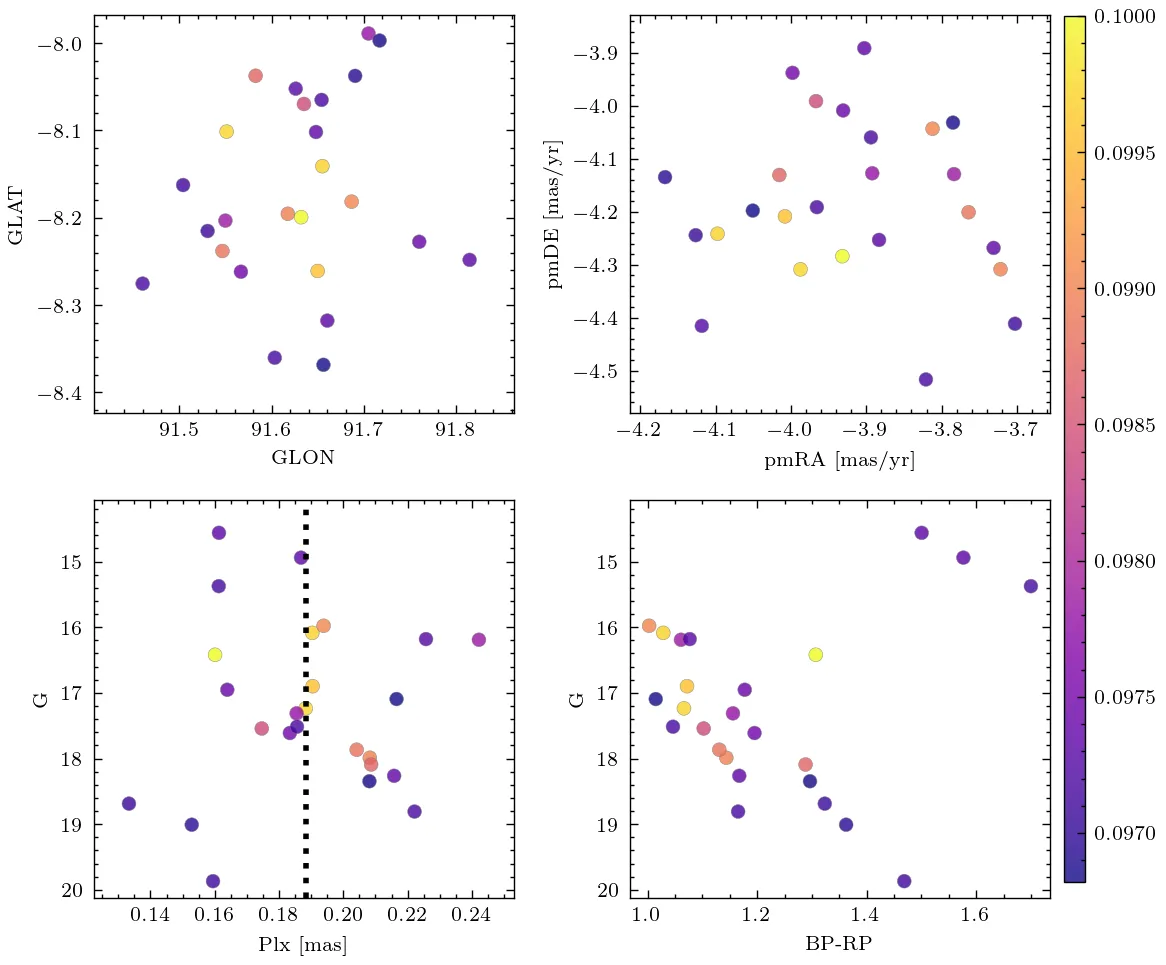 −8.0
−8.1
−8.2
−8.3
−8.4
GLAT
91.5 91.6 91.7 91.8
GLON
−3.9
−4.0
−4.1
−4.2
−4.3
−4.4
−4.5
pmDE [mas/yr]
−4.2 −4.1 −4.0 −3.9 −3.8 −3.7
pmRA [mas/yr]
15
16
17
18
19
20
G
0.14 0.16 0.18 0.20 0.22 0.24
Plx [mas]
15
16
17
18
19
20
G
1.0 1.2 1.4 1.6
BP-RP
0.1000
0.0995
0.0990
0.0985
0.0980
0.0975
0.0970